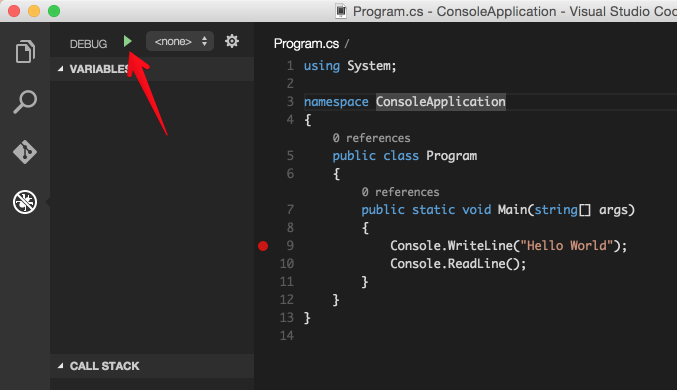 Program.cs - ConsoleApplication - Visual Studio Cod
DEBUG <none>
VARIABLES
CALL STACK
Program.cs /
1 using System;
2
3 namespace ConsoleApplication
4 {
0 references
5 public class Program
6 {
0 references
7 public static void Main(string[] args)
8 {
9 Console.WriteLine("Hello World");
10 Console.ReadLine();
11 }
12 }
13 }
14